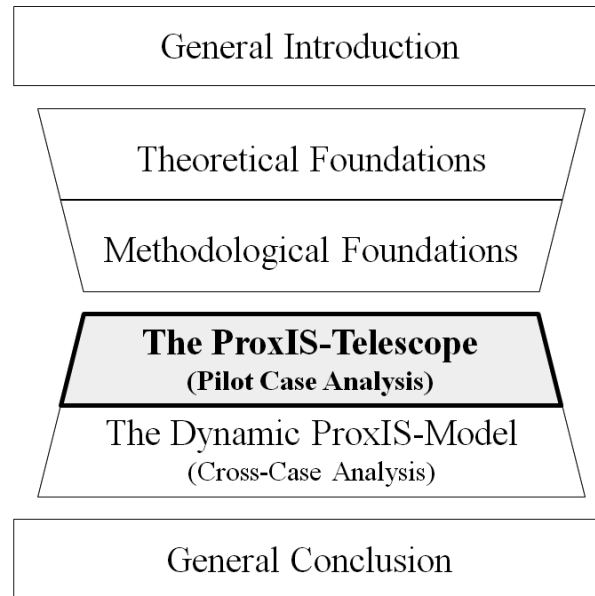 General Introduction
Theoretical Foundations
Methodological Foundations
The ProxIS-Telescope
(Pilot Case Analysis)
The Dynamic ProxIS-Model
(Cross-Case Analysis)
General Conclusion